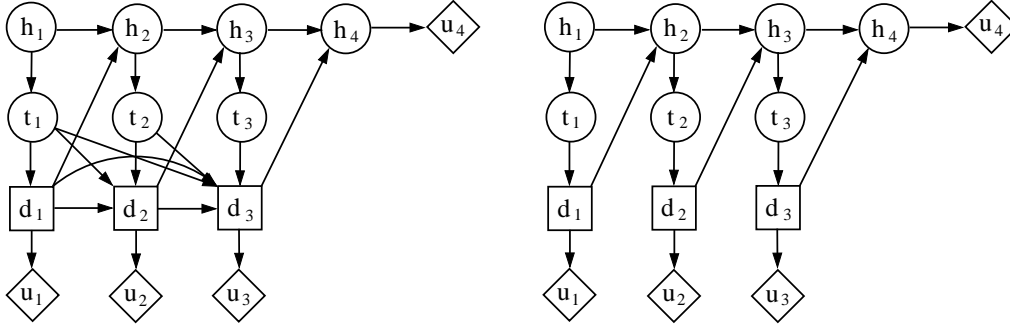 h1 h2 h3 h4 u4 h1 h2 h3 h4 u4
t1 t2 t3 t1 t2 t3
d1 d2 d3 d1 d2 d3
u1 u2 u3 u1 u2 u3